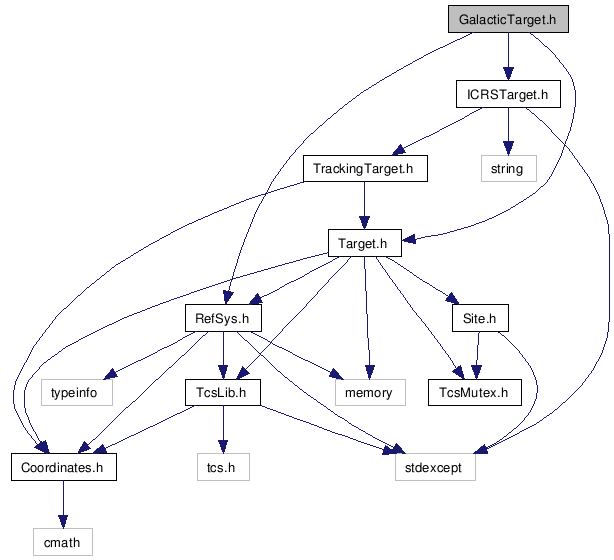 GalacticTarget.h
ICRSTarget.h
TrackingTarget.h
string
Target.h
RefSys.h
Site.h
typeinfo
TcsLib.h
memory
TcsMutex.h
Coordinates.h
tcs.h
stdexcept
cmath